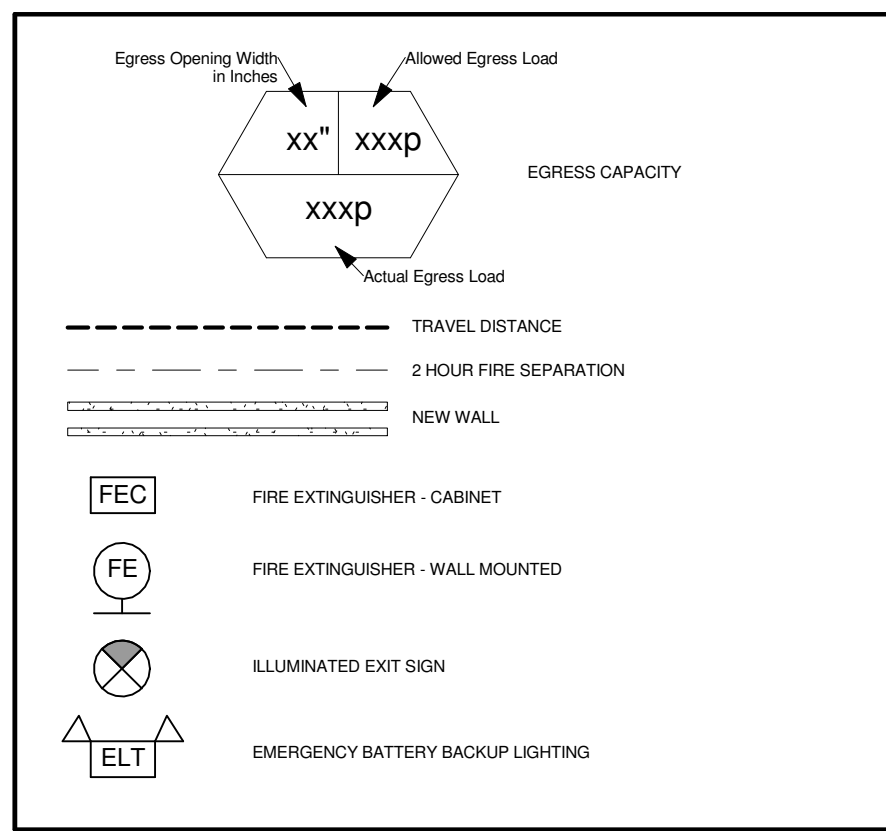 Egress Opening Width
in Inches
Allowed Egress Load
xx"
xxxp
EGRESS CAPACITY
xxxp
Actual Egress Load
TRAVEL DISTANCE
2 HOUR FIRE SEPARATION
NEW WALL
FEC
FIRE EXTINGUISHER - CABINET
FE
FIRE EXTINGUISHER - WALL MOUNTED
ILLUMINATED EXIT SIGN
ELT
EMERGENCY BATTERY BACKUP LIGHTING